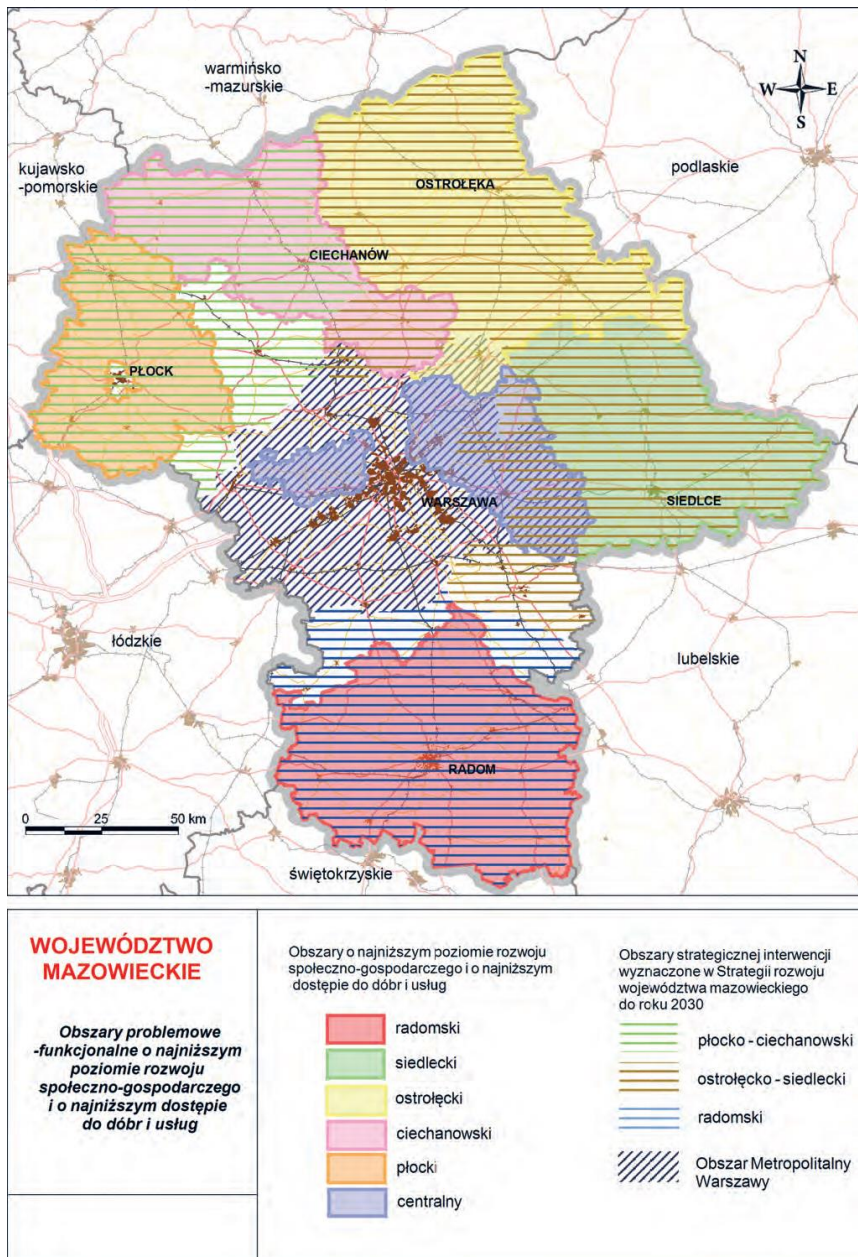 warmińsko
-mazurskie
N
W E
S
kujawsko
-pomorskie
podlaskie
OSTROŁĘKA
CIECHANÓW
PŁOCK
WARSZAWA
SIEDLCE
łódzkie
lubelskie
RADOM
0 25 50 km
świętokrzyskie
WOJEWÓDZTWO
MAZOWIECKIE
Obszary problemowe
-funkcjonalne o najniższym
poziomie rozwoju
społeczno-gospodarczego
i o najniższym dostępie
do dóbr i usług
Obszary o najniższym poziomie rozwoju
społeczno-gospodarczego i o najniższym
dostępie do dóbr i usług
radomski
siedlecki
ostrołęcki
ciechanowski
płocki
centralny
Obszary strategicznej interwencji
wyznaczone w Strategii rozwoju
województwa mazowieckiego
do roku 2030
płocko - ciechanowski
ostrołęcko - siedlecki
radomski
Obszar Metropolitalny
Warszawy